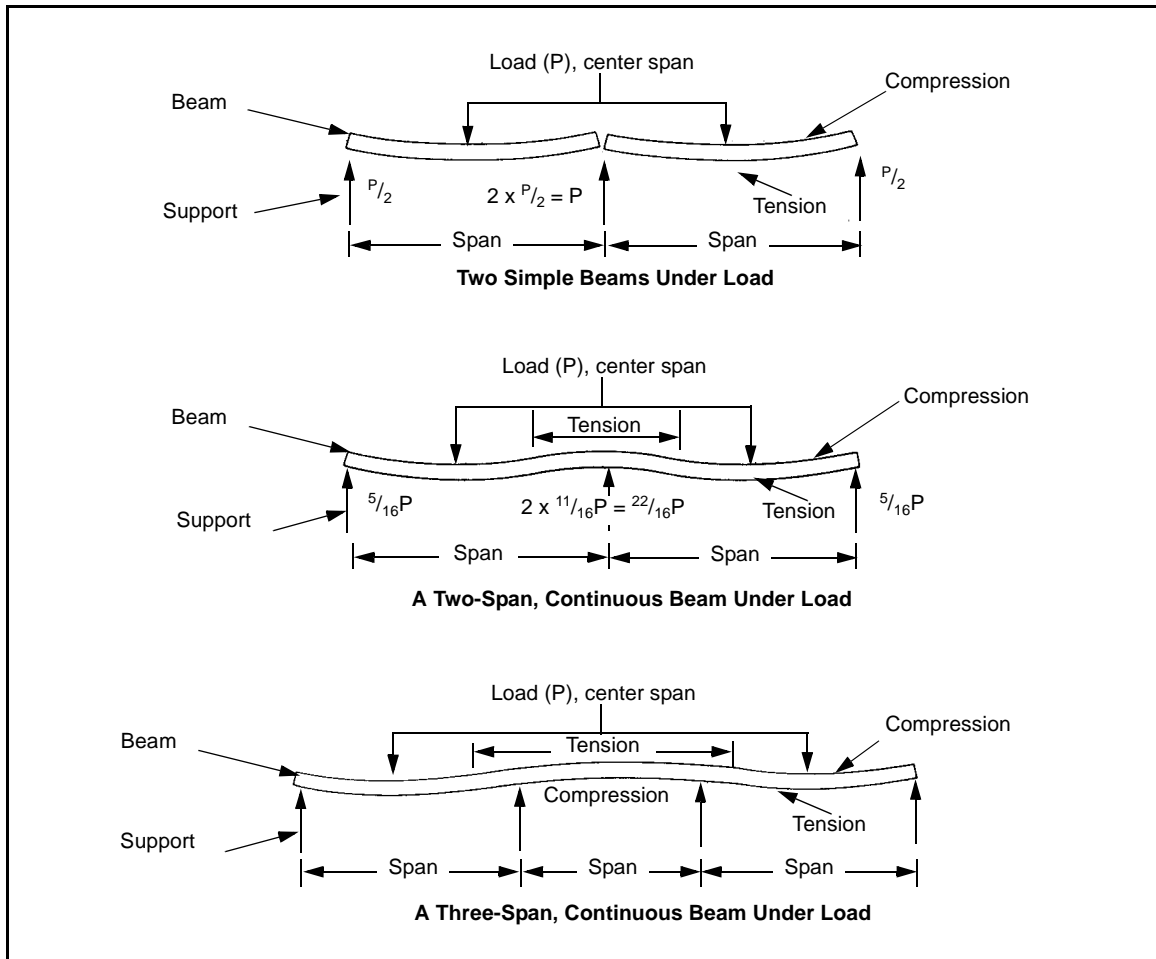 Load (P), center span
Compression
Beam
P/2
2 x P/2 = P
P/2
Support
Tension
Span
Span
Two Simple Beams Under Load
Load (P), center span
Compression
Beam
Tension
5/16P
2 x 11/16P = 22/16P
Tension
5/16P
Support
Span
Span
A Two-Span, Continuous Beam Under Load
Load (P), center span
Compression
Beam
Tension
Compression
Tension
Support
Span
Span
Span
A Three-Span, Continuous Beam Under Load